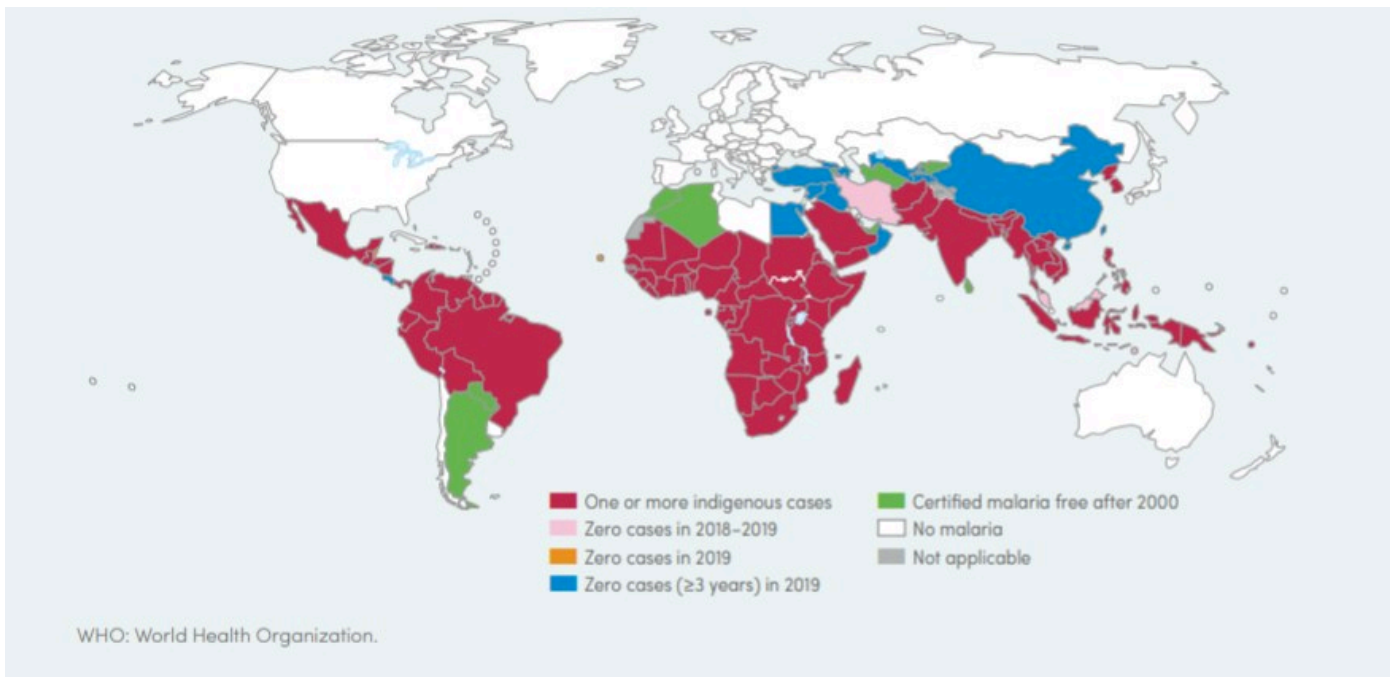 One or more indigenous cases
Zero cases in 2018–2019
Zero cases in 2019
Zero cases (≥3 years) in 2019
Certified malaria free after 2000
No malaria
Not applicable
WHO: World Health Organization.